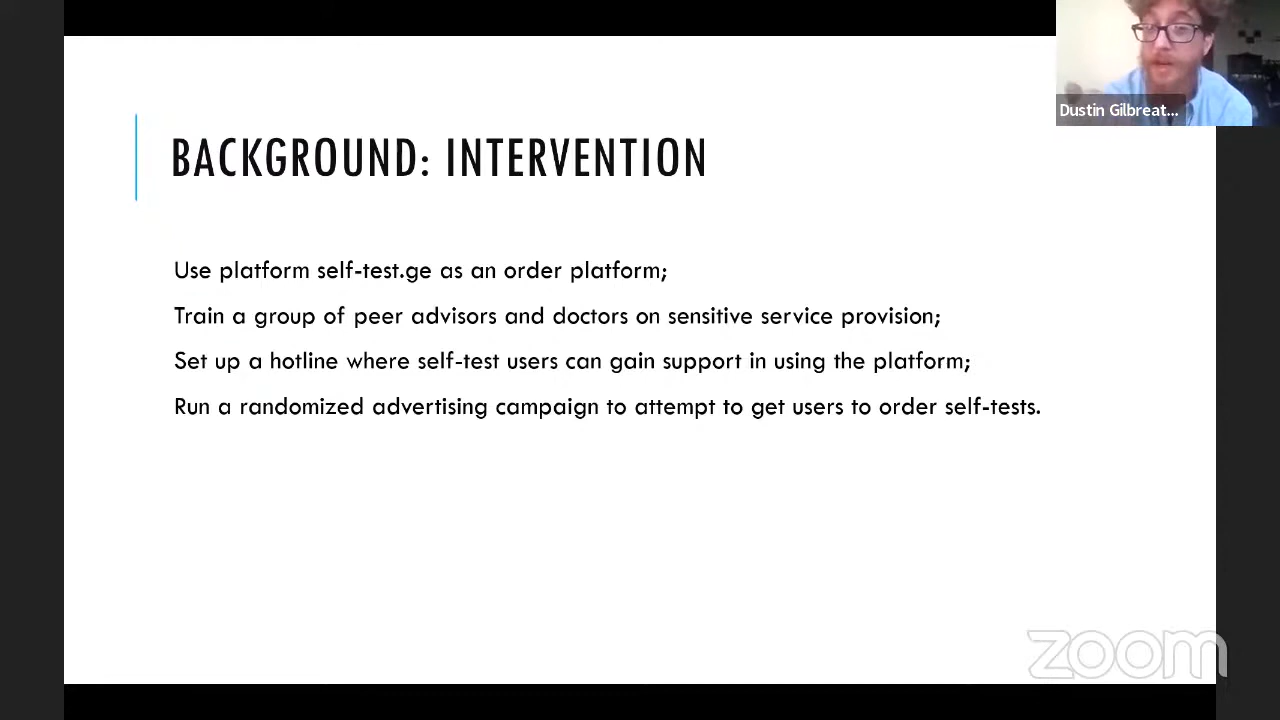 Dustin Gilbreat...
BACKGROUND: INTERVENTION
Use platform self-test.ge as an order platform;
Train a group of peer advisors and doctors on sensitive service provision;
Set up a hotline where self-test users can gain support in using the platform;
Run a randomized advertising campaign to attempt to get users to order self-tests.
zoom